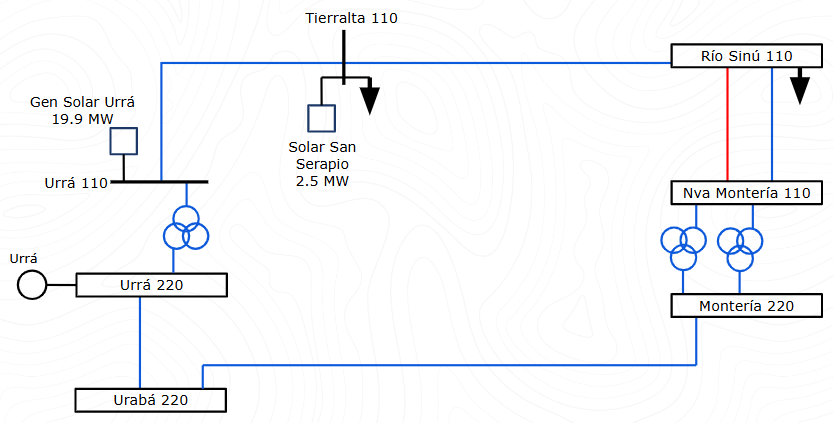 Tierralta 110
Río Sinú 110
Gen Solar Urrá
19.9 MW
Solar San
Serapio
2.5 MW
Urrá 110
Nva Montería 110
Urrá
Urrá 220
Montería 220
Urabá 220